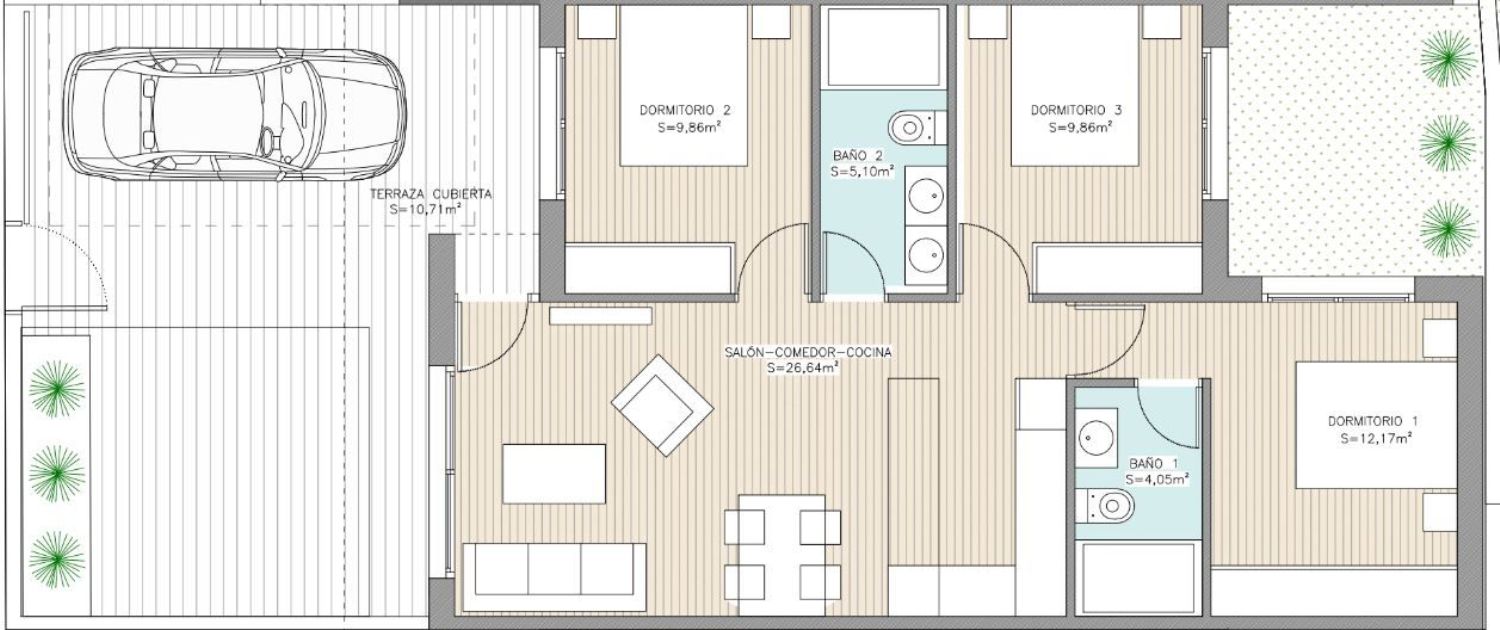 DORMITORIO 2
S=9,86m²
DORMITORIO 3
S=9,86m²
BAÑO 2
S=5,10m²
TERRAZA CUBIERTA
S=10,71m²
SALÓN-COMEDOR-COCINA
S=26,64m²
DORMITORIO 1
S=12,17m²
BAÑO 1
S=4,05m²